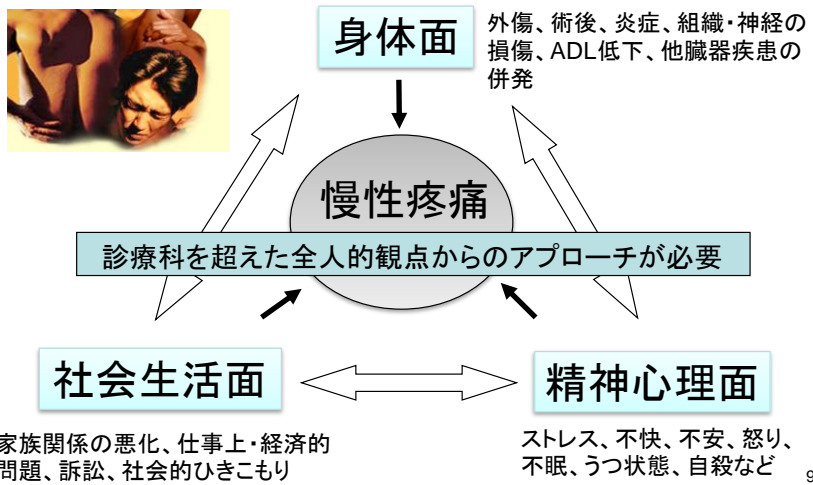 身体面
外傷、術後、炎症、組織・神経の
損傷、ADL低下、他臓器疾患の
併発
慢性疼痛
診療科を超えた全人的観点からのアプローチが必要
社会生活面
精神心理面
家族関係の悪化、仕事上・経済的
問題、訴訟、社会的ひきこもり
ストレス、不快、不安、怒り、
不眠、うつ状態、自殺など
9